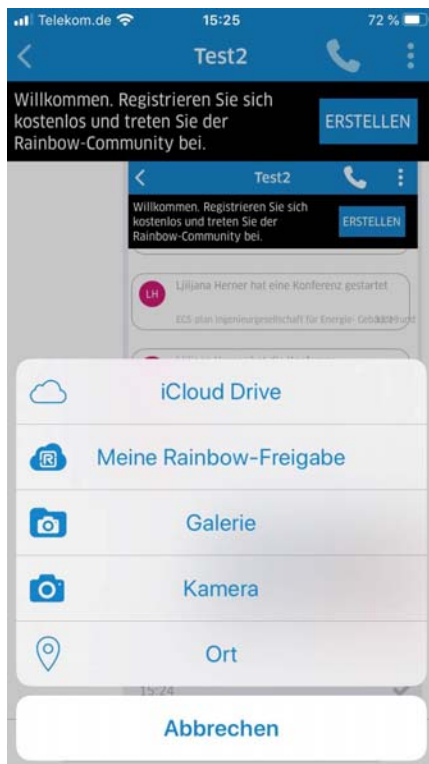 Telekom.de 15:25 72 %
Test2
Willkommen. Registrieren Sie sich
kostenlos und treten Sie der
Rainbow-Community bei.
ERSTELLEN
Test2
Willkommen. Registrieren Sie sich
kostenlos und treten Sie der
Rainbow-Community bei.
ERSTELLEN
LH
Ljiljana Herner hat eine Konferenz gestartet
ECS-plan Ingenieurgesellschaft für Energie-
iCloud Drive
Meine Rainbow-Freigabe
Galerie
Kamera
Ort
15:24
Abbrechen